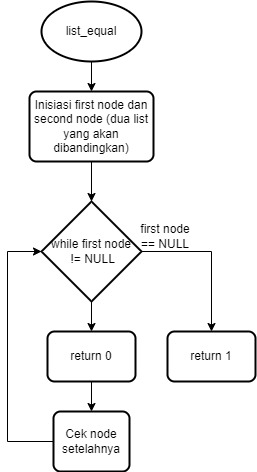 list_equal
Inisiasi first node dan
second node (dua list
yang akan
dibandingkan)
first node
== NULL
while first node
!= NULL
return 0
return 1
Cek node
setelahnya